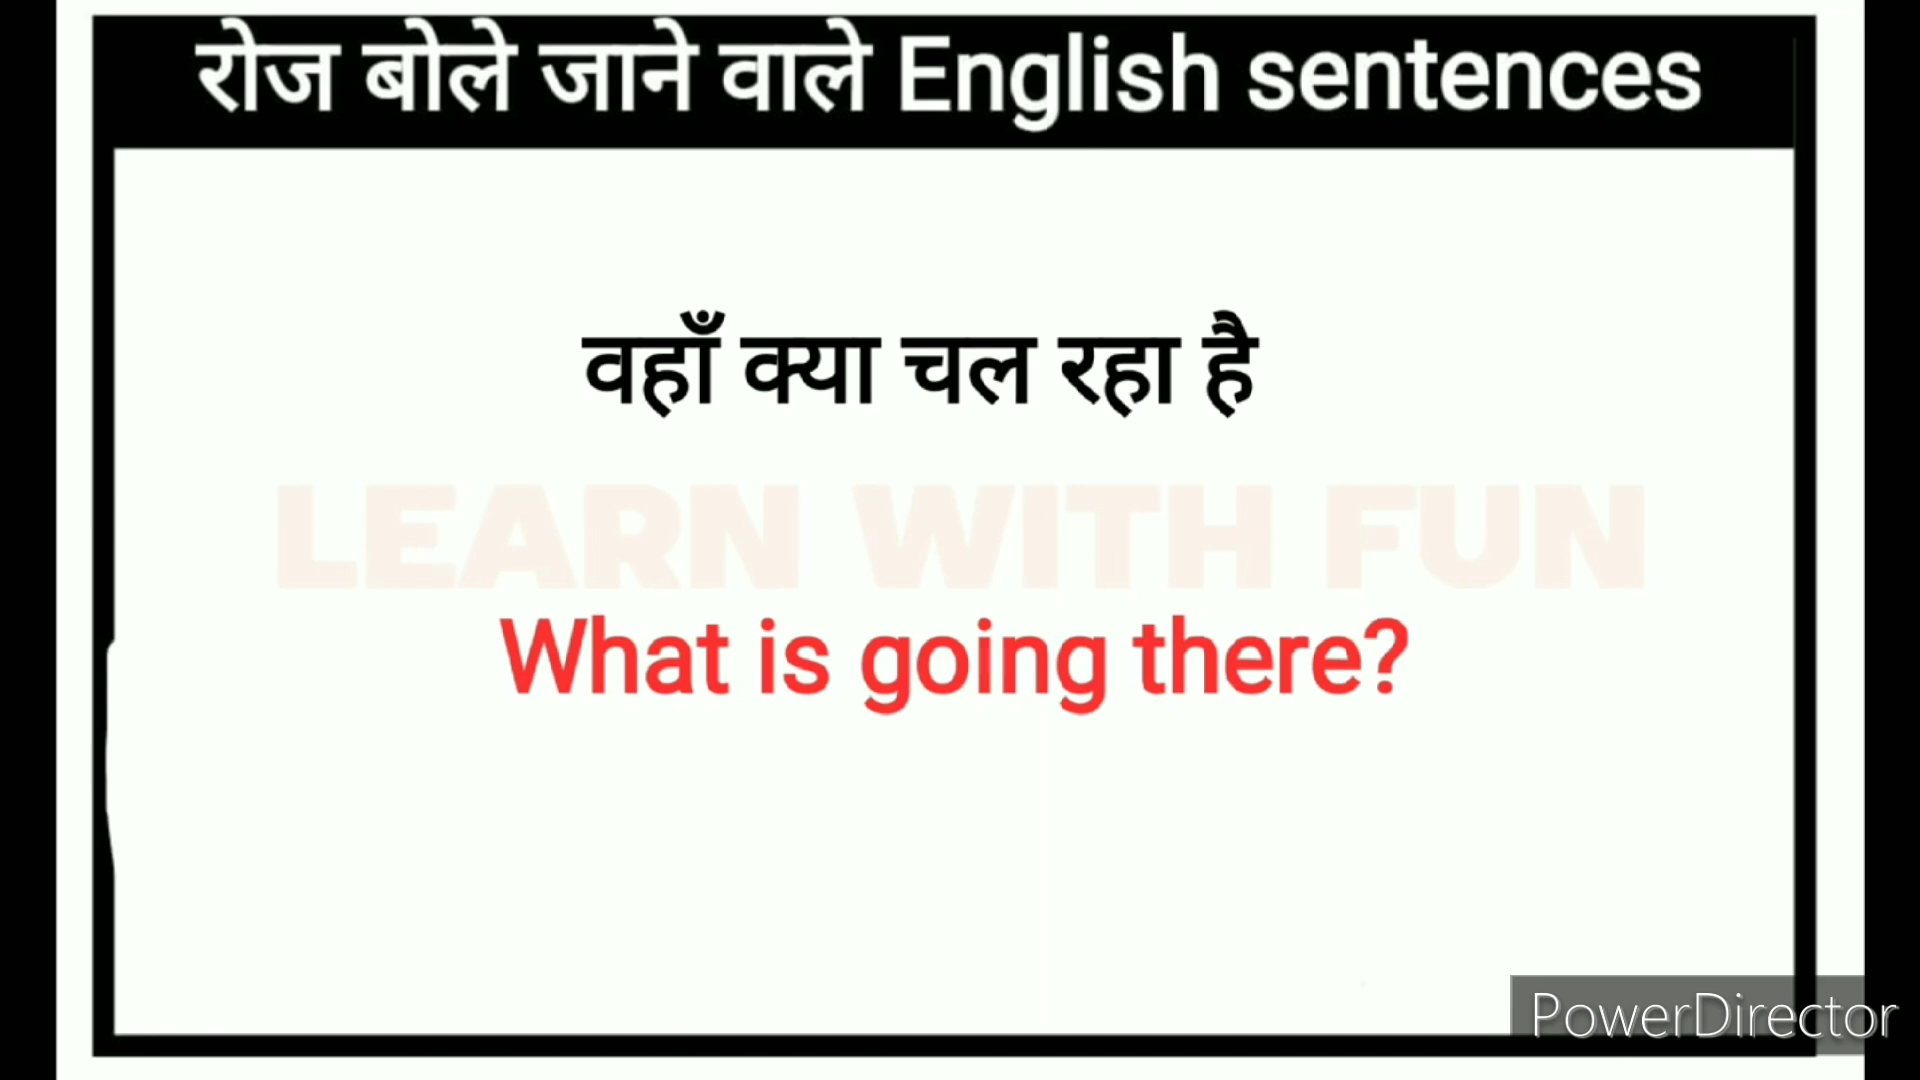 रोज बोले जाने वाले English sentences
वहाँ क्या चल रहा है
LEARN WITH FUN
What is going there?
PowerDirector